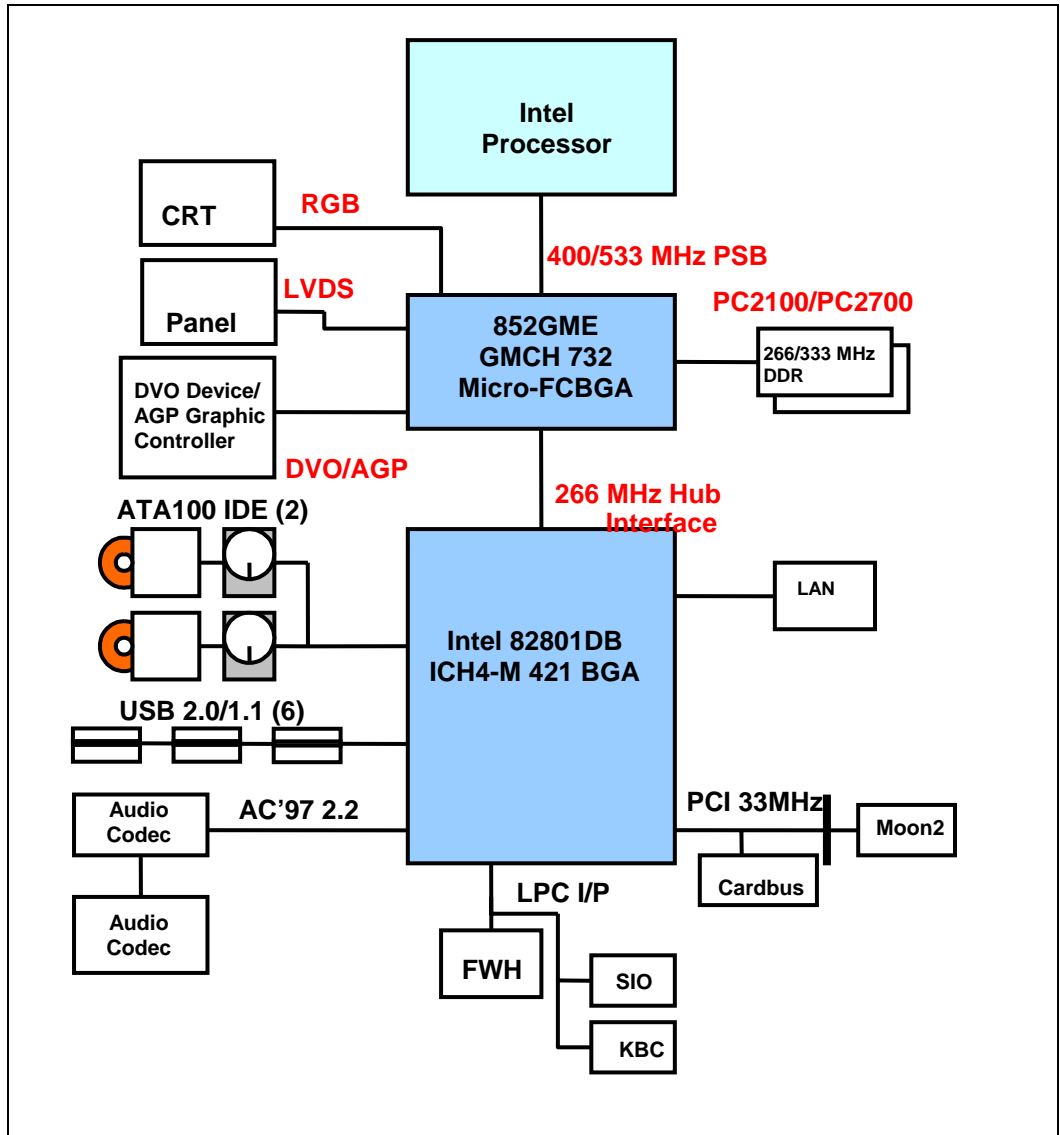 Intel
Processor
CRT
RGB
400/533 MHz PSB
LVDS
Panel
PC2100/PC2700
852GME
GMCH 732
Micro-FCBGA
266/333 MHz
DDR
DVO Device/
AGP Graphic
Controller
DVO/AGP
266 MHz Hub
Interface
ATA100 IDE (2)
LAN
Intel 82801DB
ICH4-M 421 BGA
USB 2.0/1.1 (6)
Audio
Codec
AC’97 2.2
PCI 33MHz
Moon2
Cardbus
LPC I/P
Audio
Codec
FWH
SIO
KBC